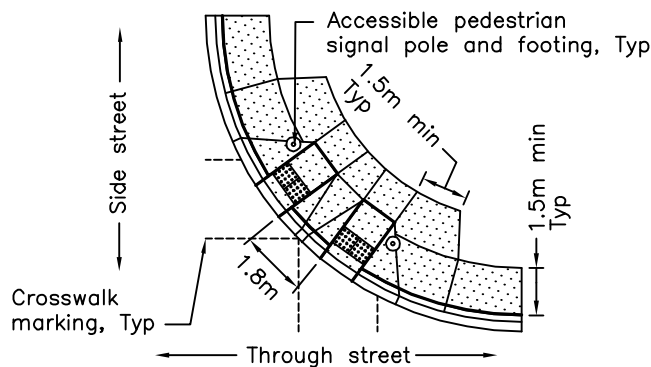 Accessible pedestrian
signal pole and footing, Typ
1.5m min
Typ
Side street
1.5m min
Typ
1.8m
Crosswalk
marking, Typ
Through street